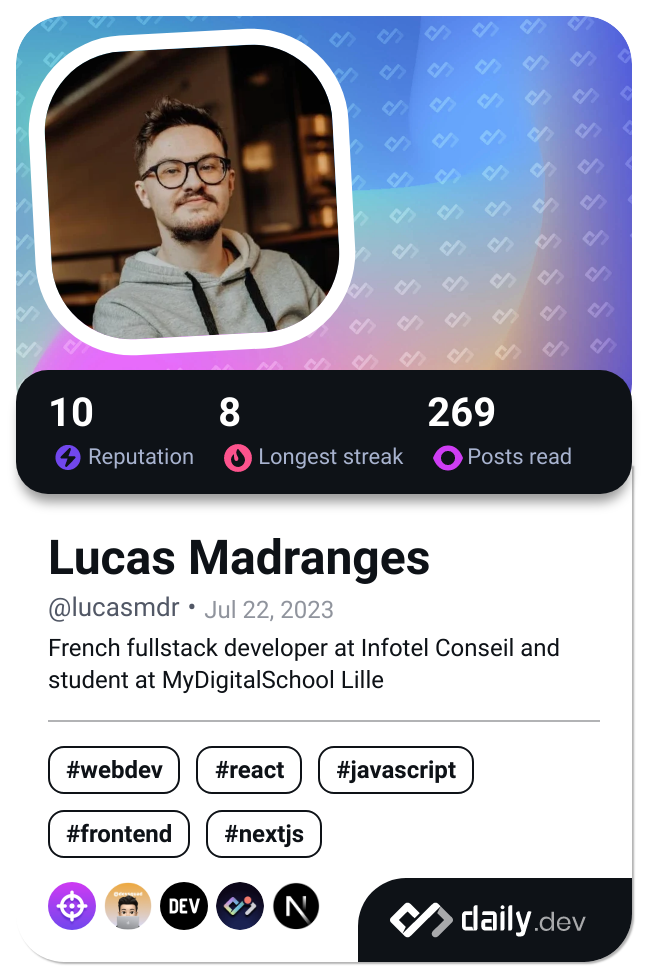 10 8 269
Reputation Longest streak Posts read
Lucas Madranges
@lucasmdr • Jul 22, 2023
French fullstack developer at Infotel Conseil and
student at MyDigitalSchool Lille
#webdev #react #javascript
#frontend #nextjs
DEV N daily.dev